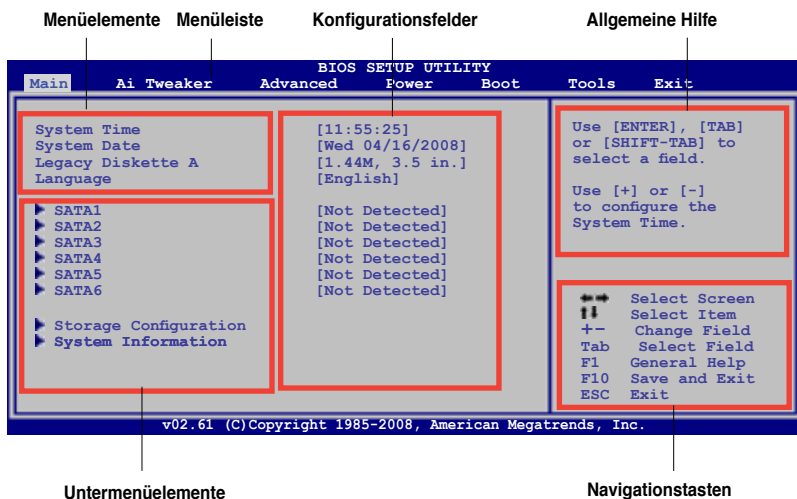 Menüelemente Menüleiste Konfigurationsfelder Allgemeine Hilfe
BIOS SETUP UTILITY
Main Ai Tweaker Advanced Power Boot Tools Exit
System Time [11:55:25]
System Date [Wed 04/16/2008]
Legacy Diskette A [1.44M, 3.5 in.]
Language [English]
SATA1 [Not Detected]
SATA2 [Not Detected]
SATA3 [Not Detected]
SATA4 [Not Detected]
SATA5 [Not Detected]
SATA6 [Not Detected]
Storage Configuration
System Information
Use [ENTER], [TAB]
or [SHIFT-TAB] to
select a field.
Use [+] or [-]
to configure the
System Time.
←→ Select Screen
↑↓ Select Item
+- Change Field
Tab Select Field
F1 General Help
F10 Save and Exit
ESC Exit
v02.61 (C)Copyright 1985-2008, American Megatrends, Inc.
Untermenüelemente Navigationstasten